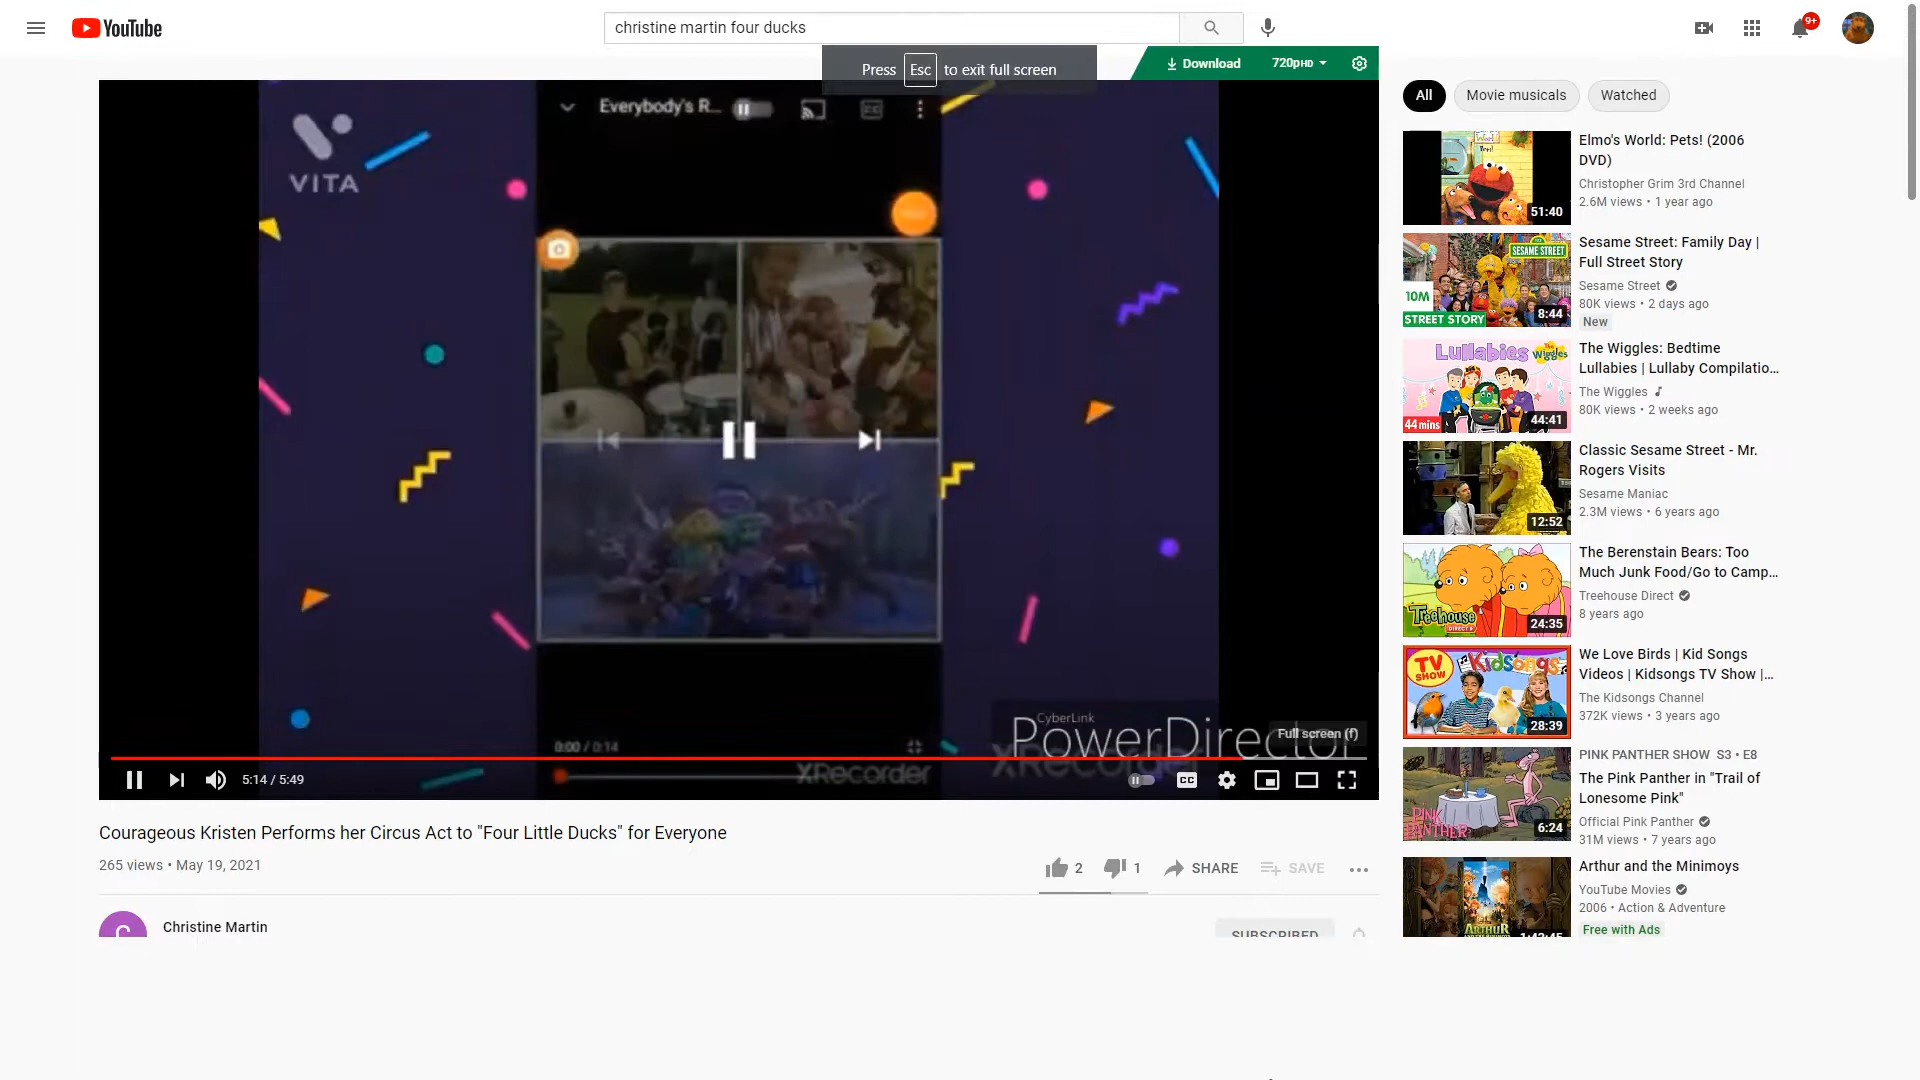 YouTube
christine martin four ducks
9+
Press Esc to exit full screen
Download 720pHD
VITA
Everybody's R...
CC
0:00 / 0:14
XRecorder
CyberLink
PowerDirector
XRecorder
Full screen (f)
5:14 / 5:49
CC
Courageous Kristen Performs her Circus Act to "Four Little Ducks" for Everyone
265 views • May 19, 2021
2 1 SHARE SAVE
C
Christine Martin
SUBSCRIBED
All Movie musicals Watched
51:40
Elmo's World: Pets! (2006
DVD)
Christopher Grim 3rd Channel
2.6M views • 1 year ago
SESAME STREET
10M
STREET STORY
8:44
Sesame Street: Family Day |
Full Street Story
Sesame Street
80K views • 2 days ago
New
Lullabies
The Wiggles
44 mins
44:41
The Wiggles: Bedtime
Lullabies | Lullaby Compilatio...
The Wiggles
80K views • 2 weeks ago
12:52
Classic Sesame Street - Mr.
Rogers Visits
Sesame Maniac
2.3M views • 6 years ago
Treehouse
DIRECT
24:35
The Berenstain Bears: Too
Much Junk Food/Go to Camp...
Treehouse Direct
8 years ago
TV
SHOW
Kidsongs
28:39
We Love Birds | Kid Songs
Videos | Kidsongs TV Show |...
The Kidsongs Channel
372K views • 3 years ago
PINK
PANTHER
6:24
PINK PANTHER SHOW S3 • E8
The Pink Panther in "Trail of
Lonesome Pink"
Official Pink Panther
31M views • 7 years ago
ARTHUR
1:42:45
Arthur and the Minimoys
YouTube Movies
2006 • Action & Adventure
Free with Ads